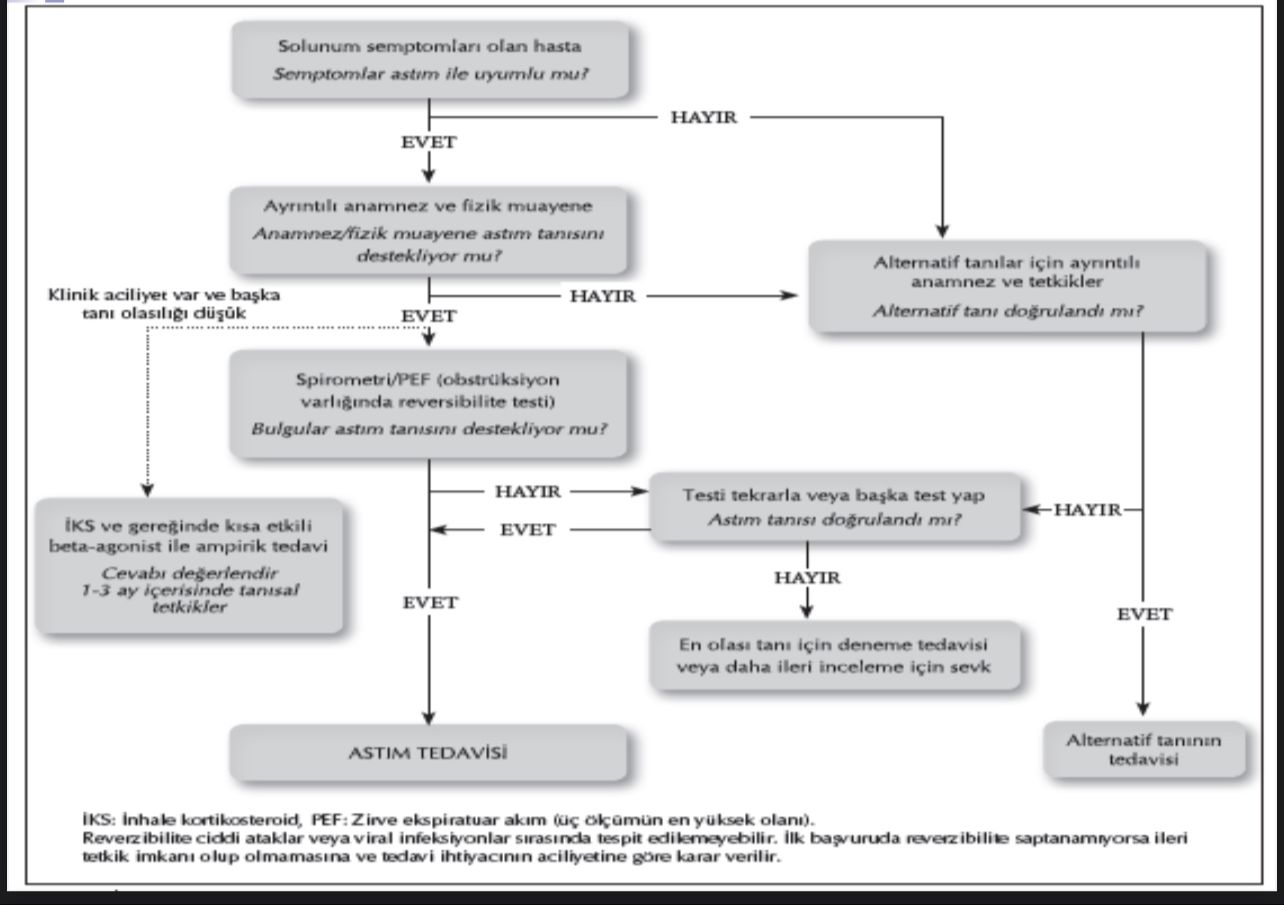 Solunum semptomları olan hasta
Semptomlar astım ile uyumlu mu?
HAYIR
EVET
Ayrıntılı anamnez ve fizik muayene
Anamnez/fizik muayene astım tanısını
destekliyor mu?
Alternatif tanılar için ayrıntılı
anamnez ve tetkikler
Alternatif tanı doğrulandı mı?
HAYIR
EVET
Klinik aciliyet var ve başka
tanı olasılığı düşük
Spirometri/PEF (obstrüksiyon
varlığında reversibilite testi)
Bulgular astım tanısını destekliyor mu?
HAYIR
EVET
Testi tekrarla veya başka test yap
Astım tanısı doğrulandı mı?
HAYIR
İKS ve gereğinde kısa etkili
beta-agonist ile ampirik tedavi
Cevabı değerlendir
1-3 ay içerisinde tanısal
tetkikler
HAYIR
EVET
EVET
En olası tanı için deneme tedavisi
veya daha ileri inceleme için sevk
ASTIM TEDAVİSİ
Alternatif tanının
tedavisi
İKS: İnhale kortikosteroid, PEF: Zirve ekspiratuar akım (üç ölçümün en yüksek olanı).
Reverzibilite ciddi ataklar veya viral infeksiyonlar sırasında tespit edilemeyebilir. İlk başvuruda reverzibilite saptanamıyorsa ileri
tetkik imkanı olup olmamasına ve tedavi ihtiyacının aciliyetine göre karar verilir.